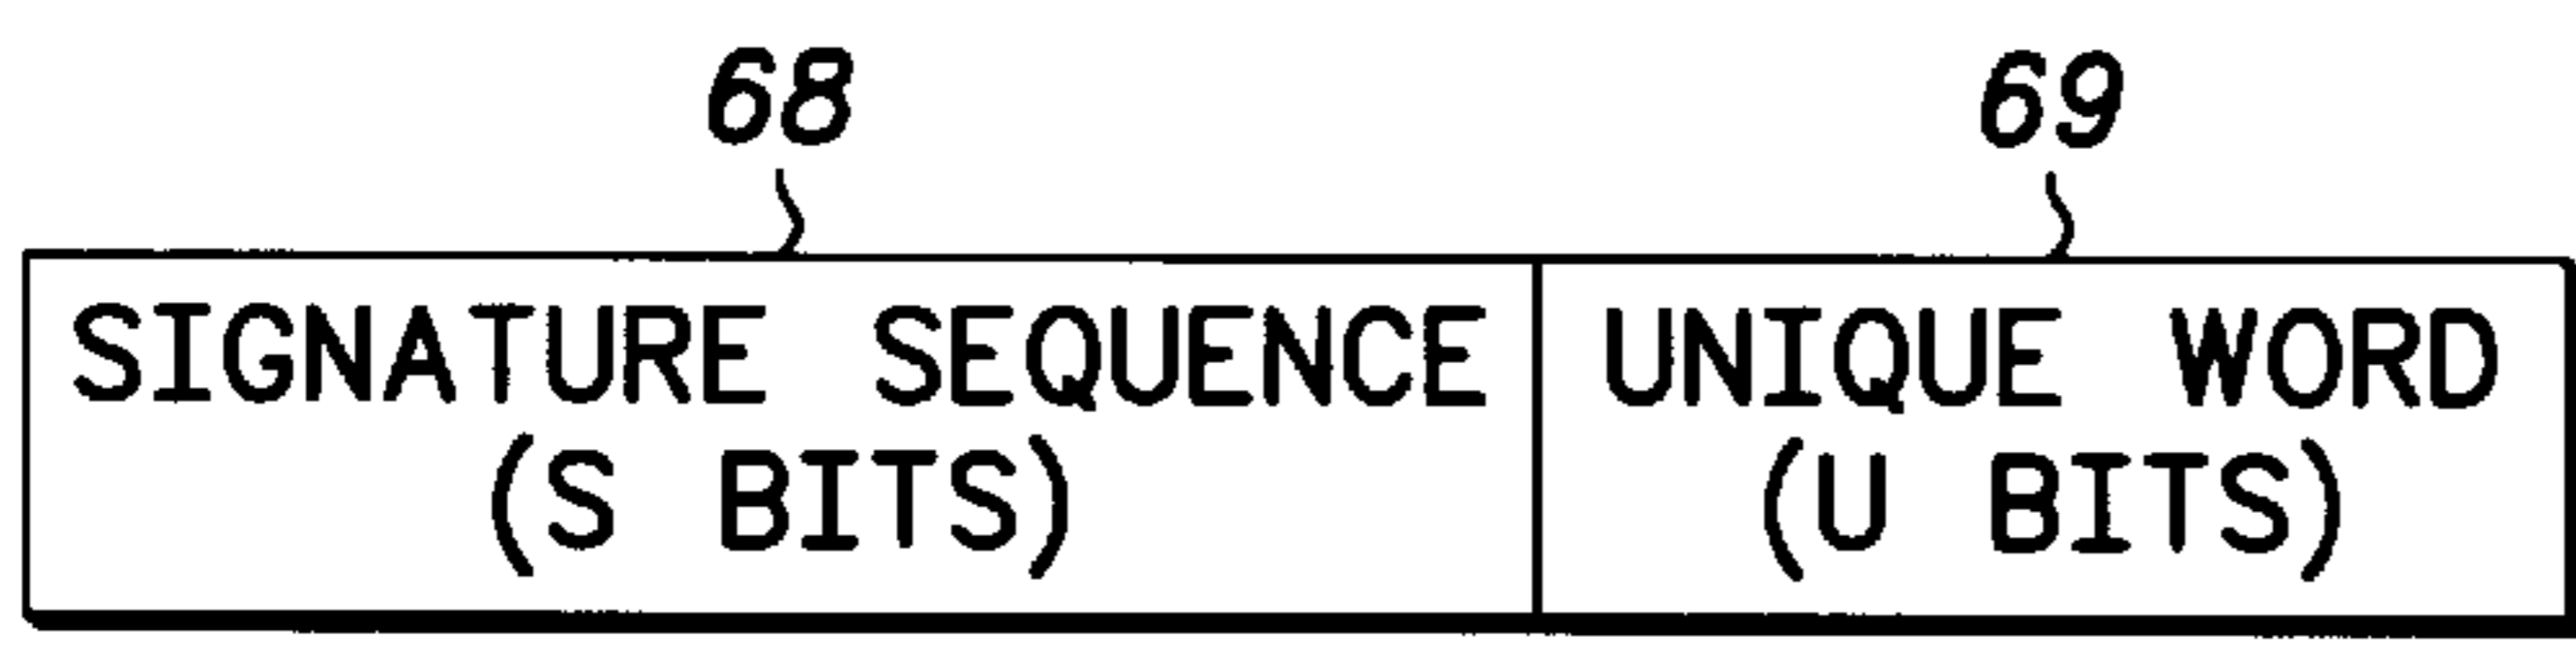 68 69
SIGNATURE SEQUENCE UNIQUE WORD
(S BITS) (U BITS)